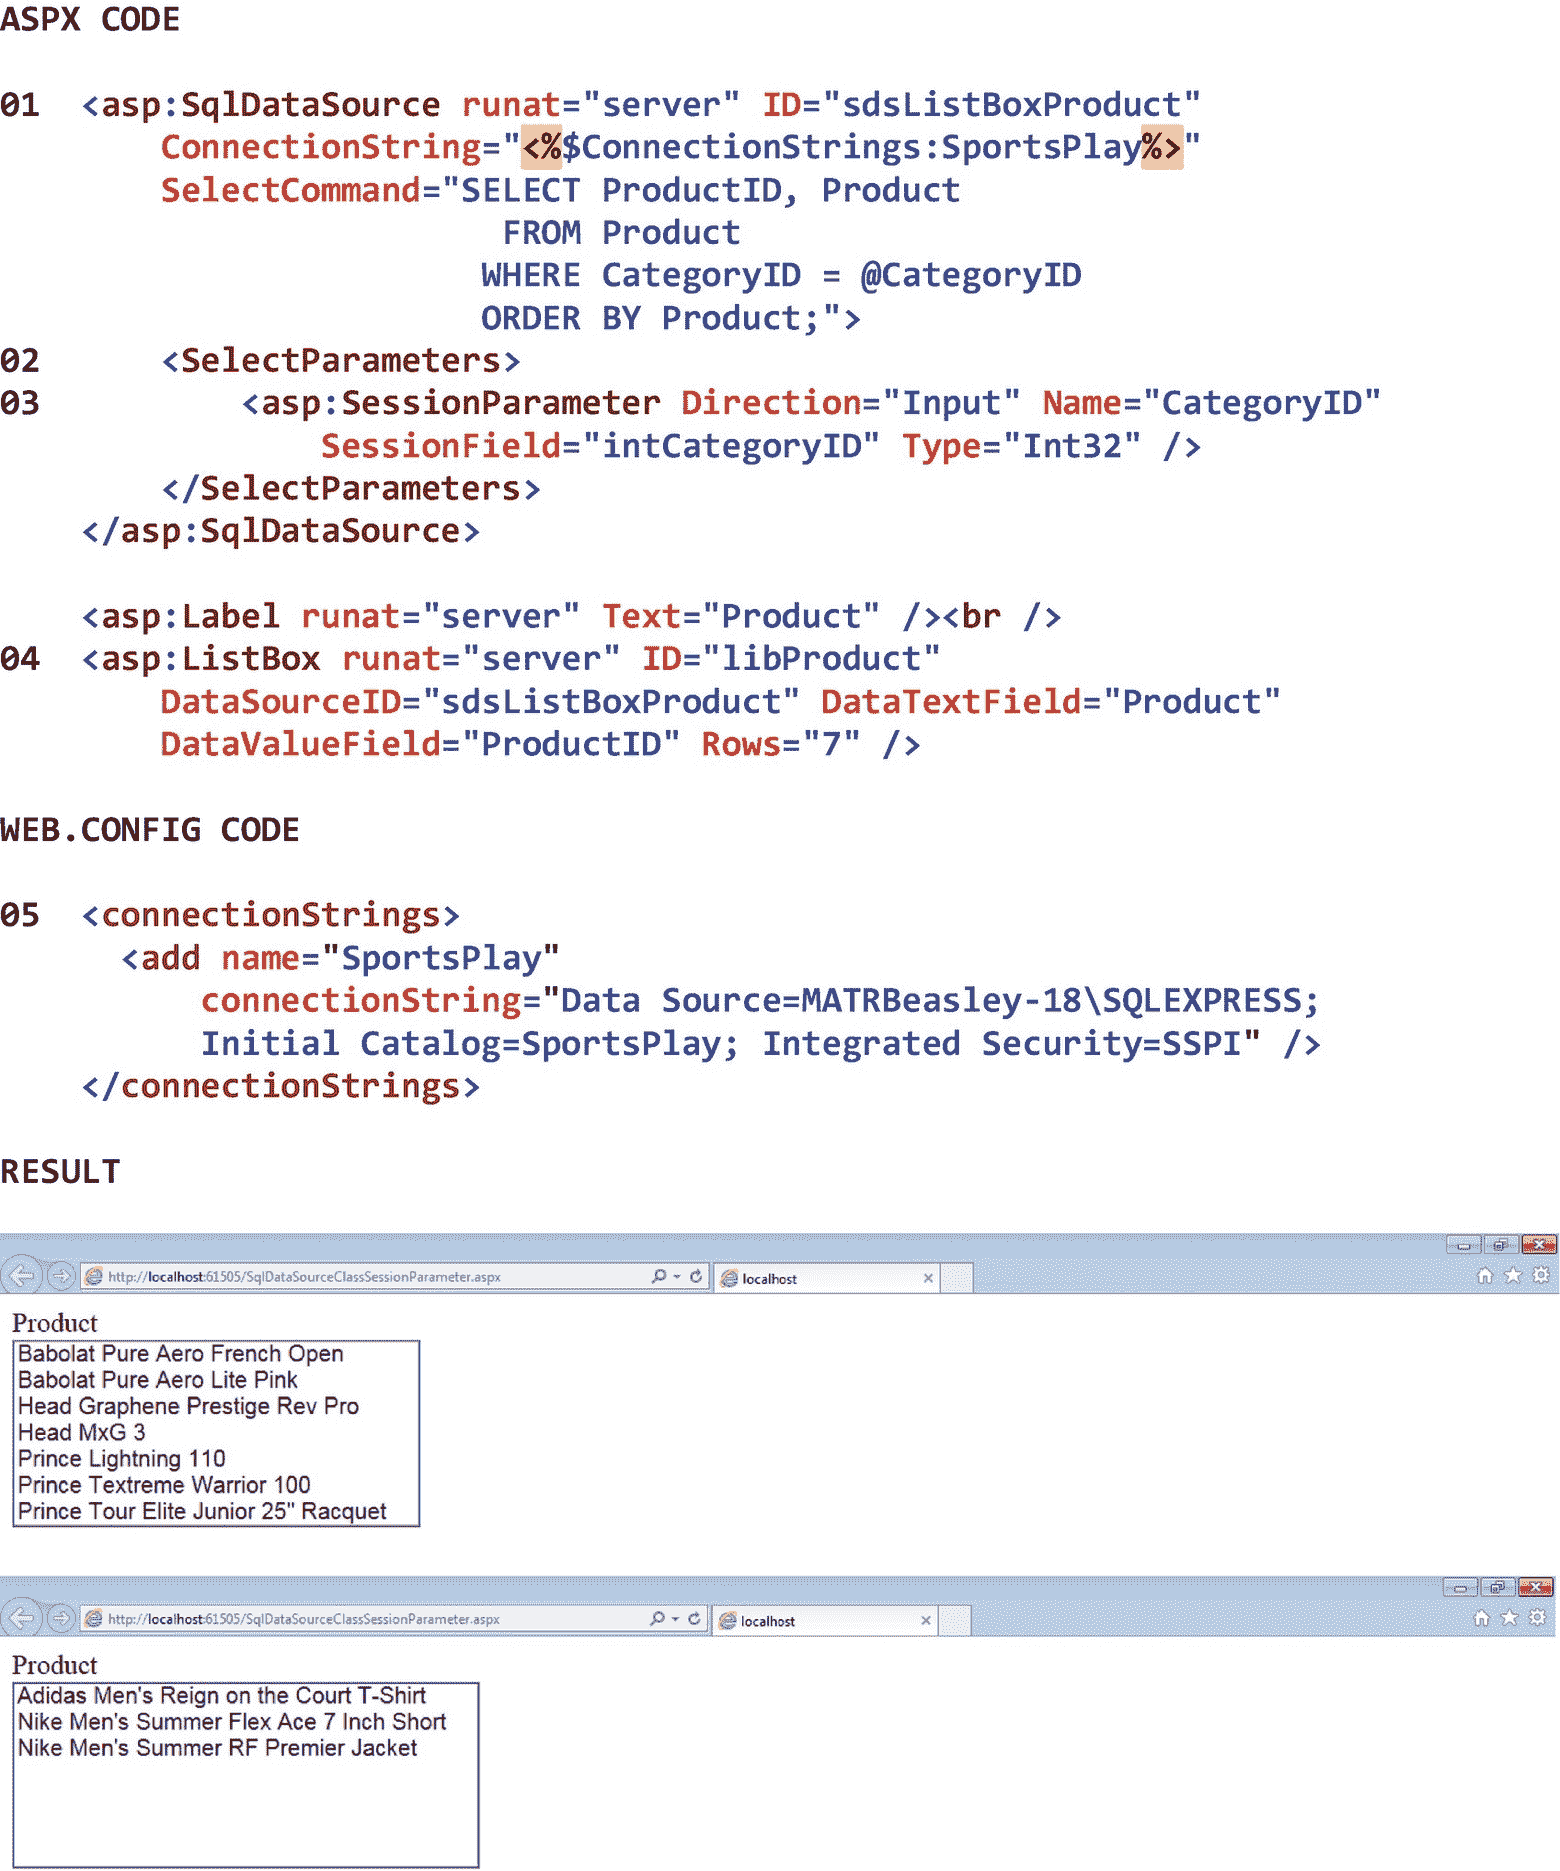 ASPX CODE
01 <asp:SqlDataSource runat="server" ID="sdsListBoxProduct"
ConnectionString="<%$ConnectionStrings:SportsPlay%>"
SelectCommand="SELECT ProductID, Product
FROM Product
WHERE CategoryID = @CategoryID
ORDER BY Product;">
02 <SelectParameters>
03 <asp:SessionParameter Direction="Input" Name="CategoryID"
SessionField="intCategoryID" Type="Int32" />
</SelectParameters>
</asp:SqlDataSource>
<asp:Label runat="server" Text="Product" /><br />
04 <asp:ListBox runat="server" ID="libProduct"
DataSourceID="sdsListBoxProduct" DataTextField="Product"
DataValueField="ProductID" Rows="7" />
WEB.CONFIG CODE
05 <connectionStrings>
<add name="SportsPlay"
connectionString="Data Source=MATRBeasley-18\SQLEXPRESS;
Initial Catalog=SportsPlay; Integrated Security=SSPI" />
</connectionStrings>
RESULT
http://localhost:61505/SqlDataSourceClassSessionParameter.aspx localhost
Product
Babolat Pure Aero French Open
Babolat Pure Aero Lite Pink
Head Graphene Prestige Rev Pro
Head MxG 3
Prince Lightning 110
Prince Textreme Warrior 100
Prince Tour Elite Junior 25" Racquet
http://localhost:61505/SqlDataSourceClassSessionParameter.aspx localhost
Product
Adidas Men's Reign on the Court T-Shirt
Nike Men's Summer Flex Ace 7 Inch Short
Nike Men's Summer RF Premier Jacket